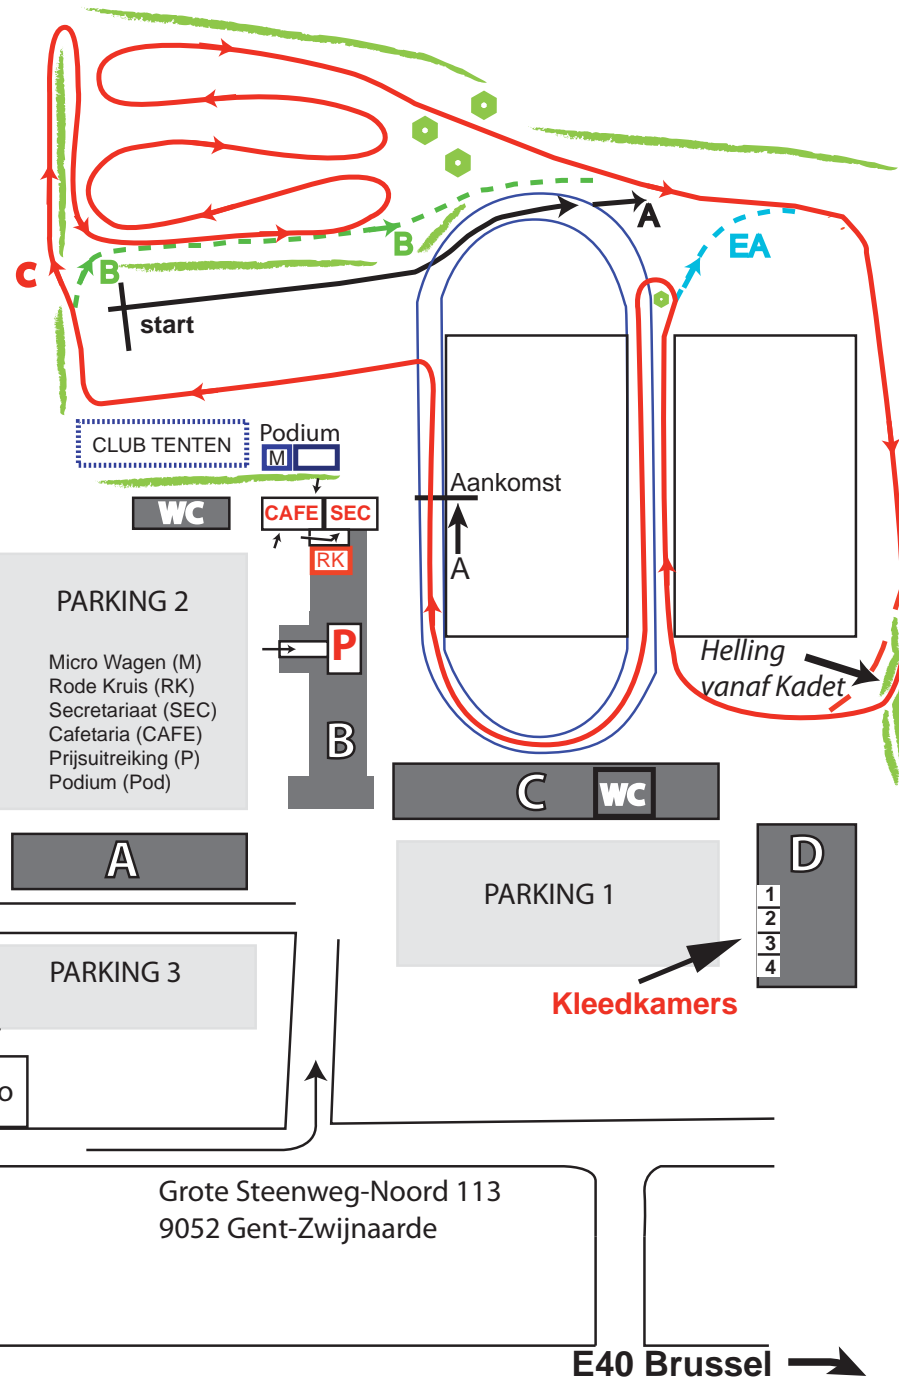 A
B
EA
B
C
start
Podium
CLUB TENTEN
M
Aankomst
WC
CAFE
SEC
RK
A
PARKING 2
P
Helling
vanaf Kadet
Micro Wagen (M)
Rode Kruis (RK)
Secretariaat (SEC)
Cafetaria (CAFE)
Prijsuitreiking (P)
Podium (Pod)
B
C
WC
A
D
PARKING 1
1
2
3
4
PARKING 3
Kleedkamers
o
Grote Steenweg-Noord 113
9052 Gent-Zwijnaarde
E40 Brussel